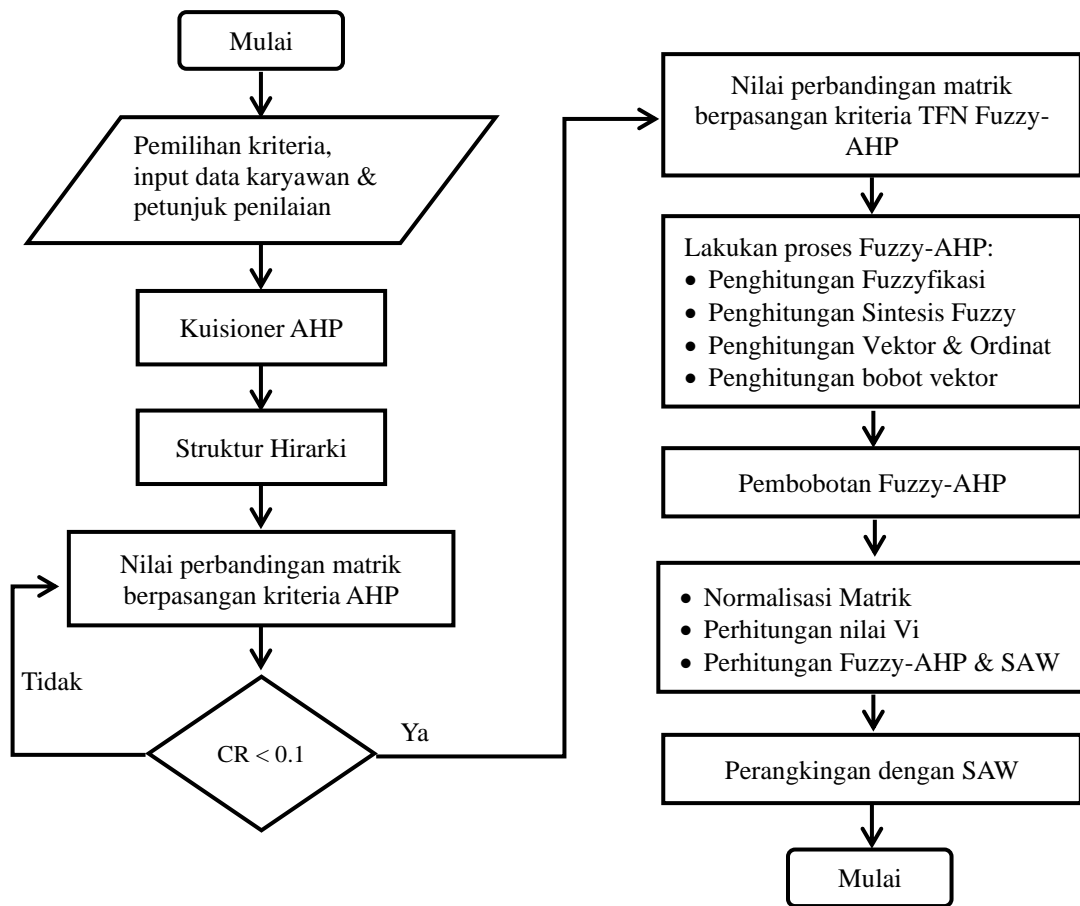 Mulai
Pemilihan kriteria,
input data karyawan &
petunjuk penilaian
Kuisioner AHP
Struktur Hirarki
Nilai perbandingan matrik
berpasangan kriteria AHP
Tidak
CR < 0.1
Ya
Nilai perbandingan matrik
berpasangan kriteria TFN Fuzzy-
AHP
Lakukan proses Fuzzy-AHP:
• Penghitungan Fuzzyfikasi
• Penghitungan Sintesis Fuzzy
• Penghitungan Vektor & Ordinat
• Penghitungan bobot vektor
Pembobotan Fuzzy-AHP
• Normalisasi Matrik
• Perhitungan nilai Vi
• Perhitungan Fuzzy-AHP & SAW
Perangkingan dengan SAW
Mulai